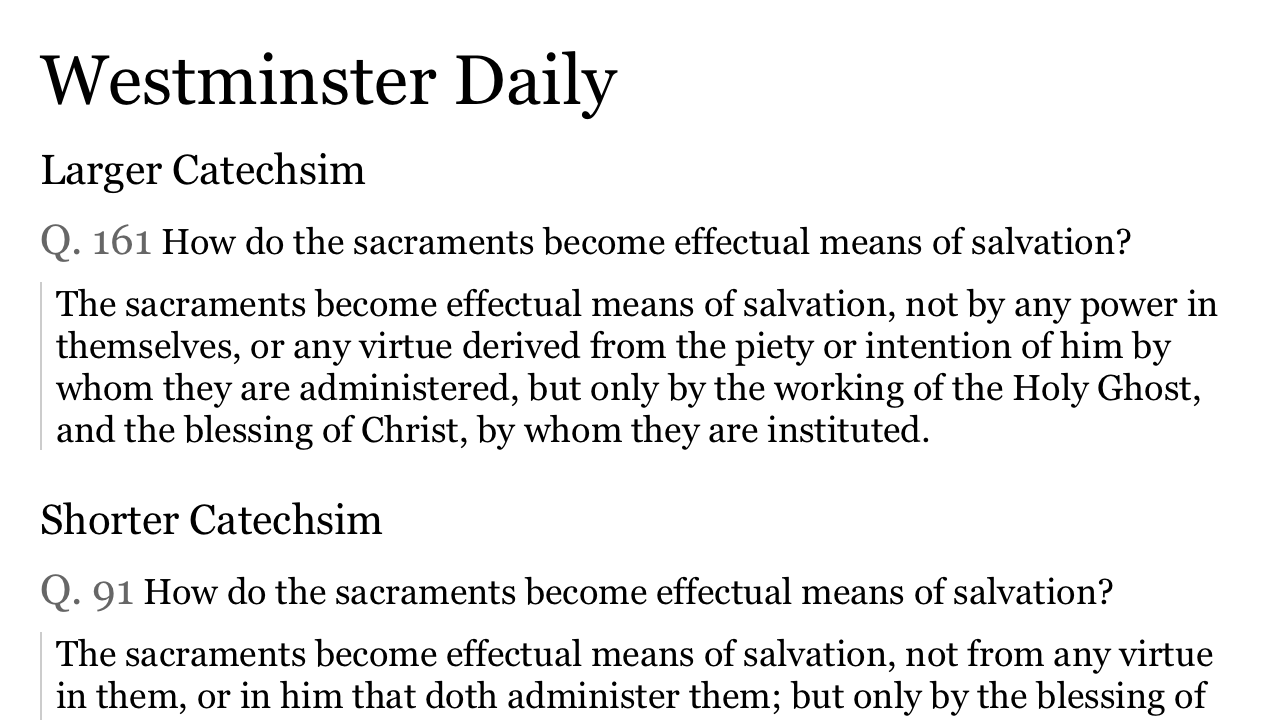 Westminster Daily
Larger Catechsim
Q. 161 How do the sacraments become effectual means of salvation?
The sacraments become effectual means of salvation, not by any power in
themselves, or any virtue derived from the piety or intention of him by
whom they are administered, but only by the working of the Holy Ghost,
and the blessing of Christ, by whom they are instituted.
Shorter Catechsim
Q. 91 How do the sacraments become effectual means of salvation?
The sacraments become effectual means of salvation, not from any virtue
in them, or in him that doth administer them; but only by the blessing of